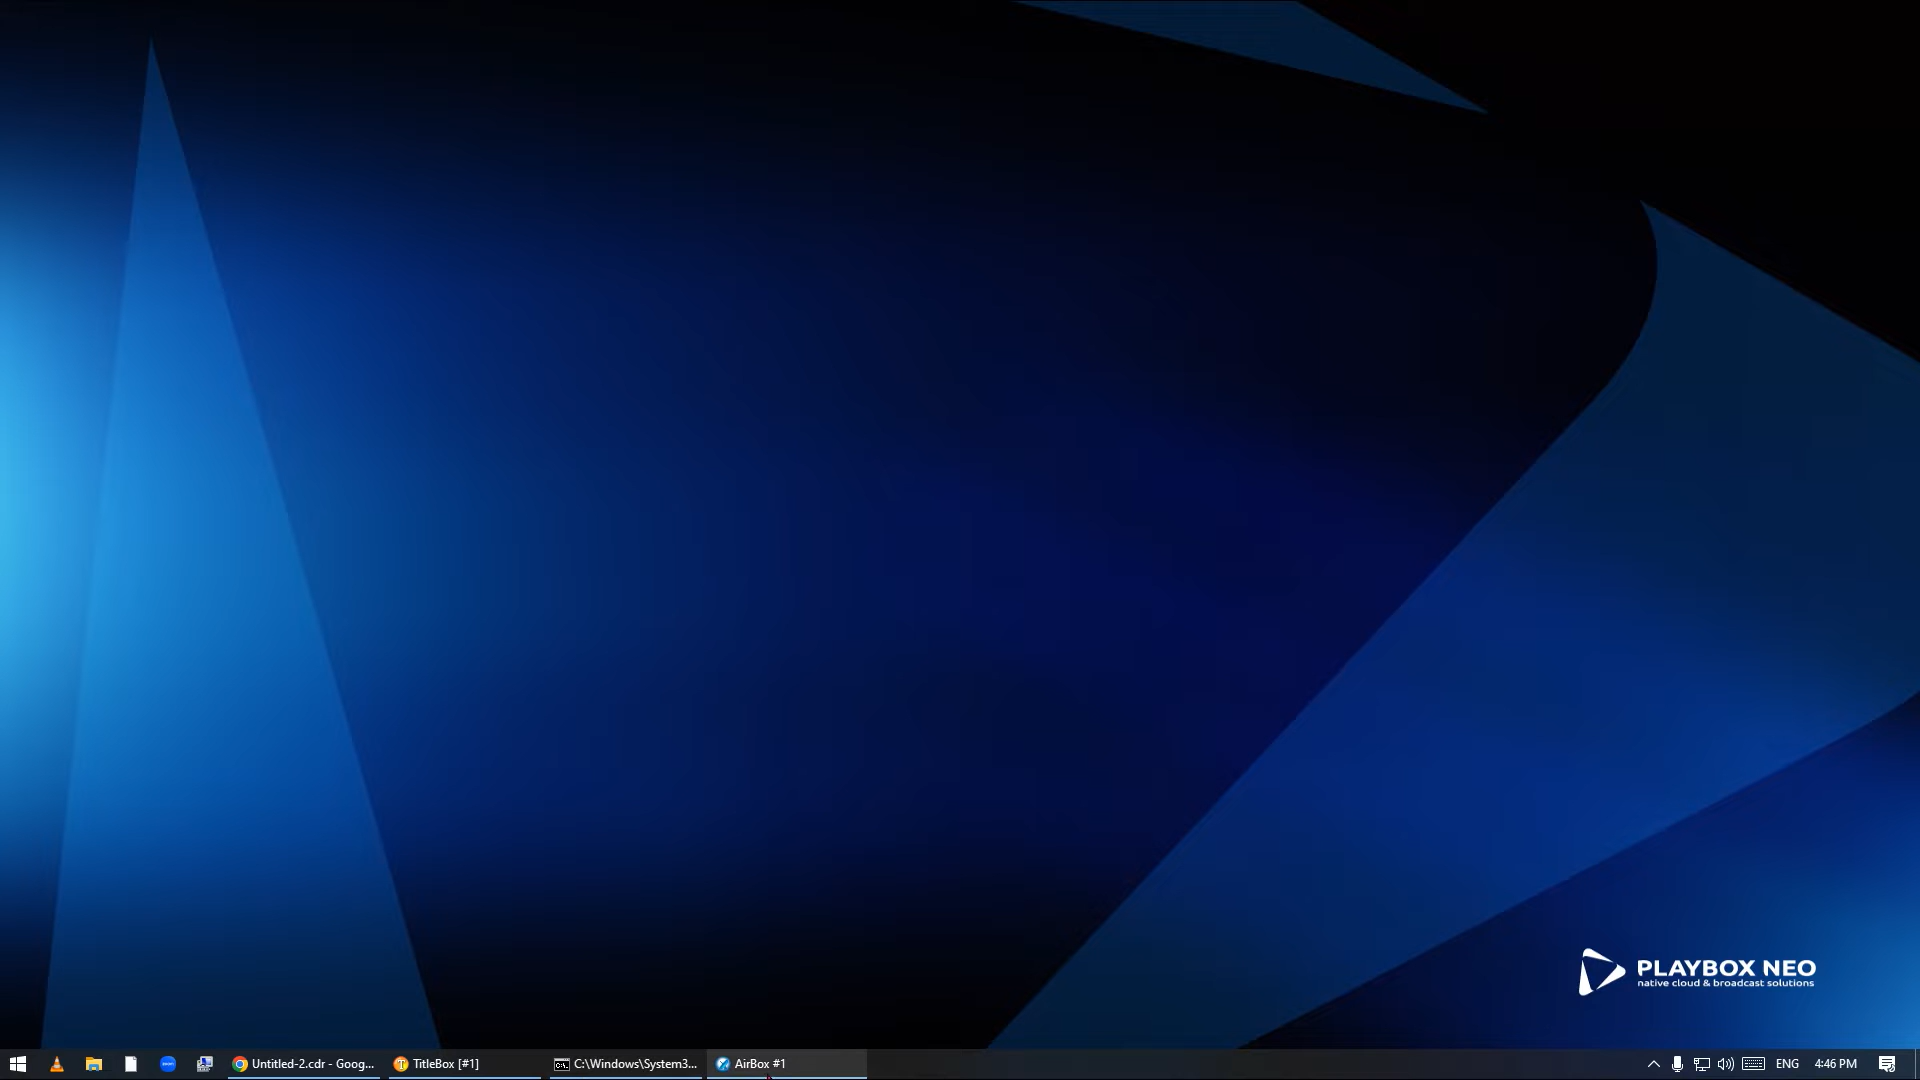 PLAYBOX NEO
native cloud & broadcast solutions
Untitled-2.cdr - Goog...
TitleBox [#1]
C:\Windows\System3...
AirBox #1
ENG
4:46 PM